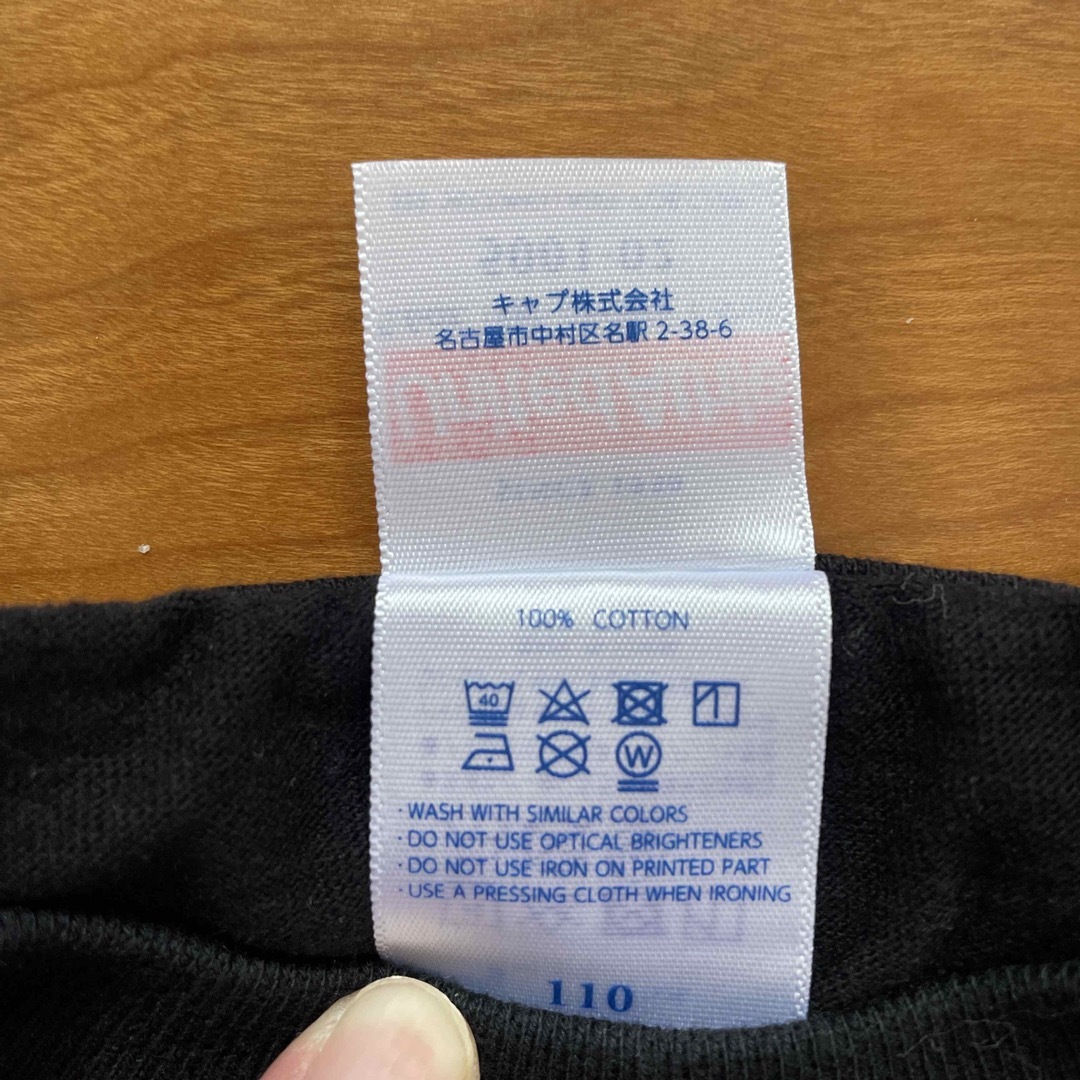 キャプ株式会社
名古屋市中村区名駅 2-38-6
100% COTTON
40
W
・WASH WITH SIMILAR COLORS
・DO NOT USE OPTICAL BRIGHTENERS
・DO NOT USE IRON ON PRINTED PART
・USE A PRESSING CLOTH WHEN IRONING
110